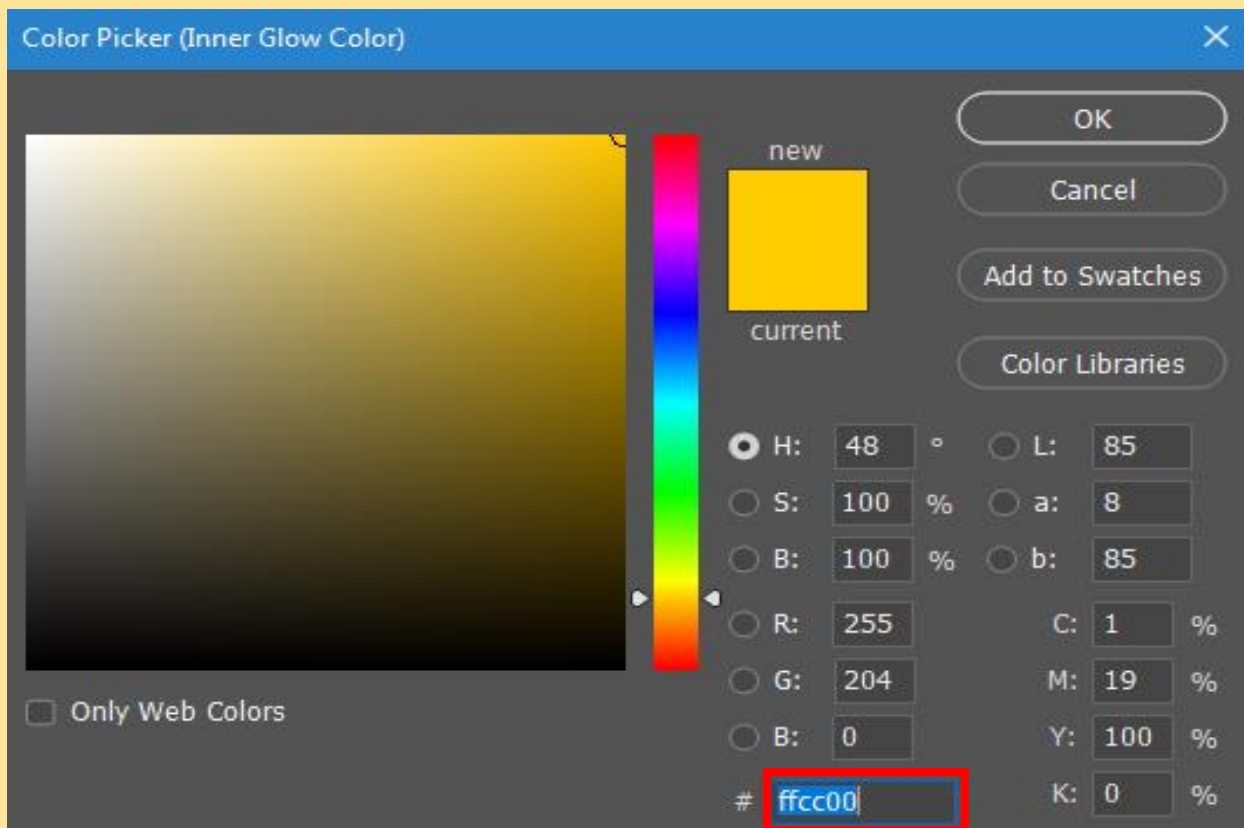 Color Picker (Inner Glow Color)
new
current
OK
Cancel
Add to Swatches
Color Libraries
H: 48 °
S: 100 %
B: 100 %
R: 255
G: 204
B: 0
# ffcc00
L: 85
a: 8
b: 85
C: 1 %
M: 19 %
Y: 100 %
K: 0 %
Only Web Colors